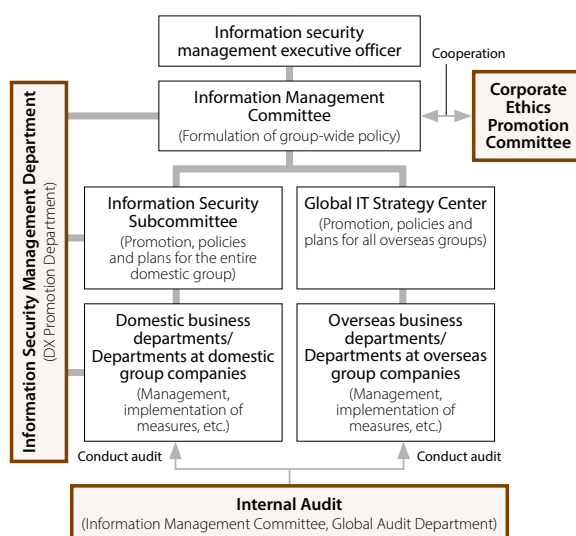 Information security
management executive officer
Cooperation
Information Management
Committee
(Formulation of group-wide policy)
Corporate
Ethics
Promotion
Committee
Information Security Management Department
(DX Promotion Department)
Information Security
Subcommittee
(Promotion, policies
and plans for the entire
domestic group)
Global IT Strategy Center
(Promotion, policies and
plans for all overseas groups)
Domestic business
departments/
Departments at domestic
group companies
(Management,
implementation of
measures, etc.)
Overseas business
departments/
Departments at overseas
group companies
(Management,
implementation of
measures, etc.)
Conduct audit
Conduct audit
Internal Audit
(Information Management Committee, Global Audit Department)